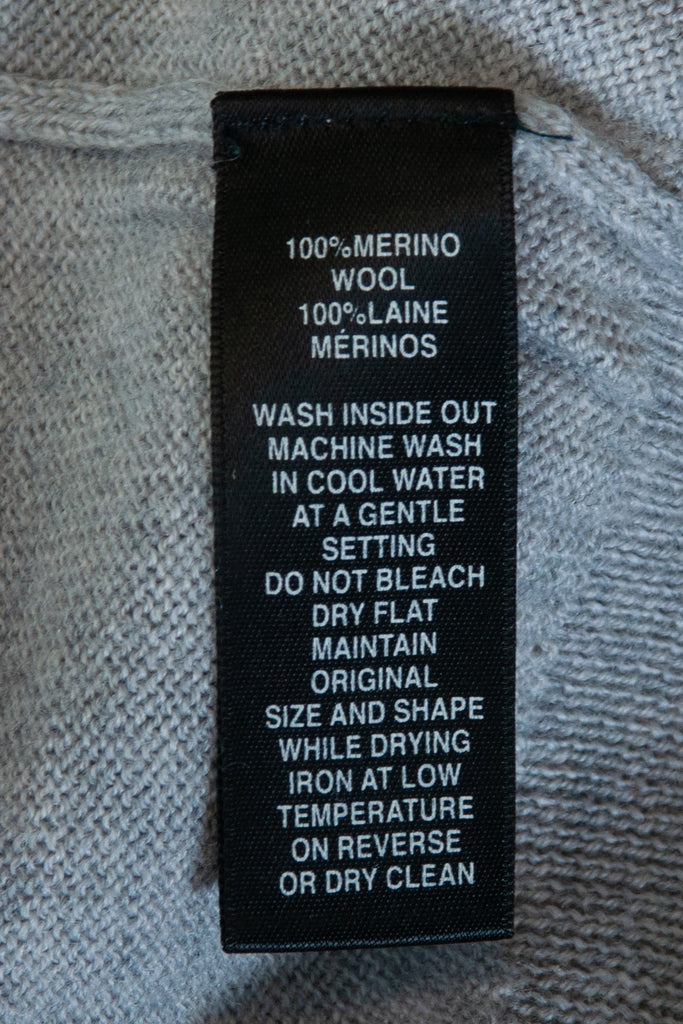 100%MERINO
WOOL
100%LAINE
MÉRINOS
WASH INSIDE OUT
MACHINE WASH
IN COOL WATER
AT A GENTLE
SETTING
DO NOT BLEACH
DRY FLAT
MAINTAIN
ORIGINAL
SIZE AND SHAPE
WHILE DRYING
IRON AT LOW
TEMPERATURE
ON REVERSE
OR DRY CLEAN